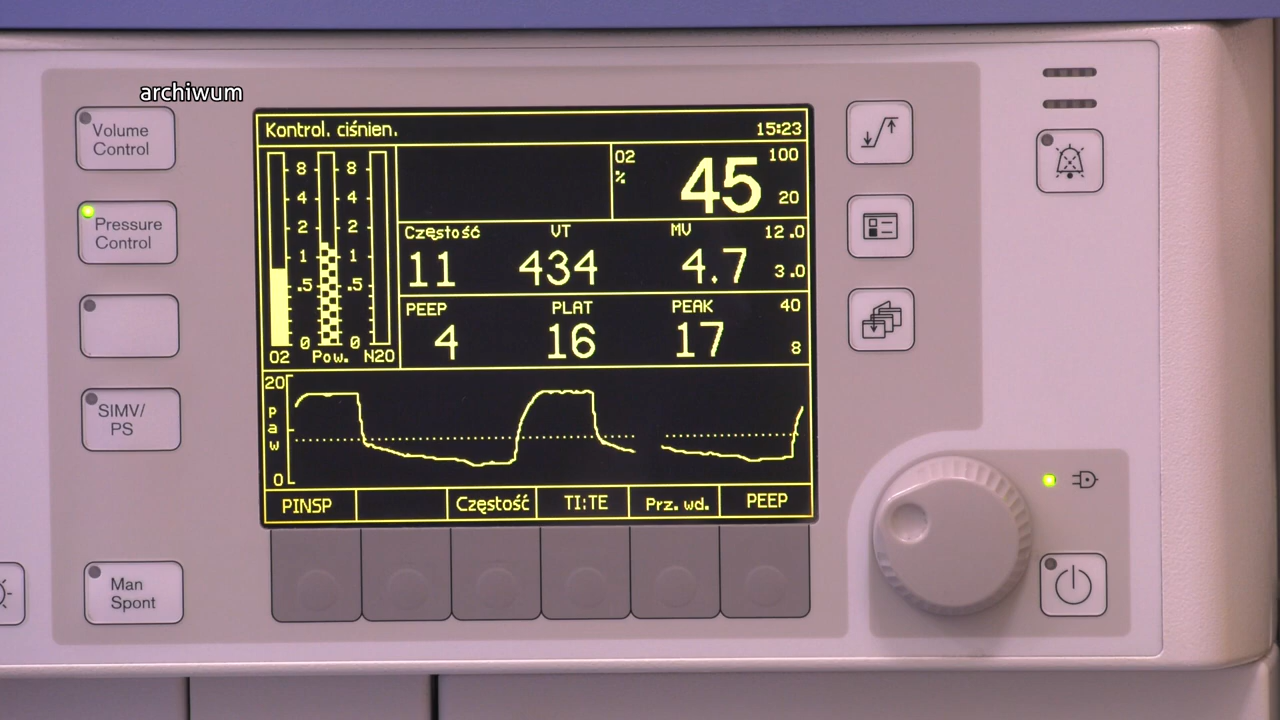 archiwum
Volume
Control
Pressure
Control
SIMV/
PS
Man
Spont
Kontrol. ciśnien. 15:23
8 8
4 4
2 2
1 1
.5 .5
0 0
O2 Pow. N2O
O2
% 45 100
20
Częstość VT MV 12.0
11 434 4.7 3.0
PEEP PLAT PEAK 40
4 16 17 8
20
Paw
0
PINSP Częstość TI:TE Prz. wd. PEEP